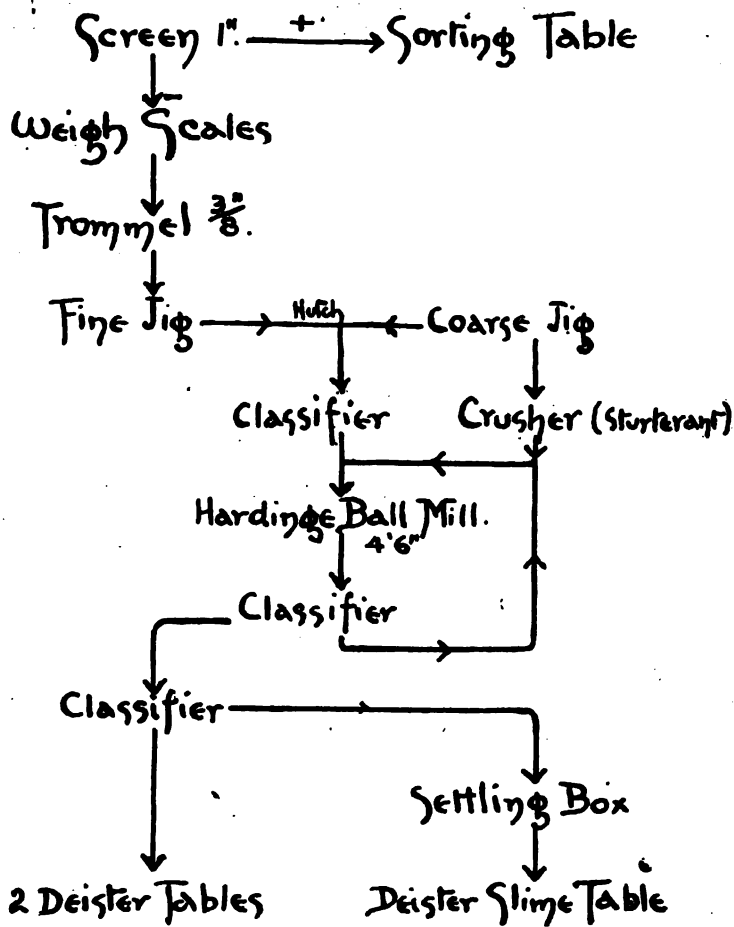 Screen 1". + Sorting Table
-
Weigh Scales
Trommel 3/8".
Fine Jig Hutch Coarse Jig
Classifier Crusher (Sturterant)
Hardinge Ball Mill.
4'6"
Classifier
Classifier
Settling Box
2 Deister Tables Deister Slime Table